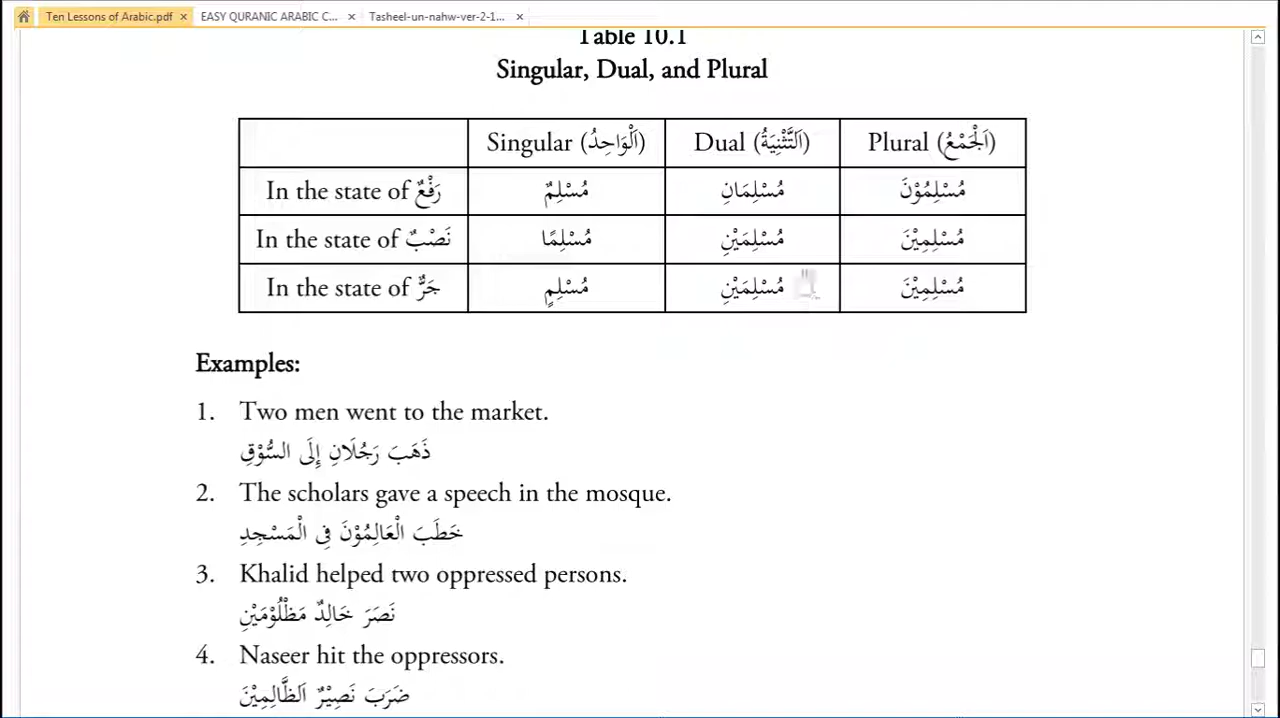 Ten Lessons of Arabic.pdf × EASY QURANIC ARABIC C... × Tasheel-un-nahw-ver-2-1... ×
Table 10.1
Singular, Dual, and Plural
Singular (اَلْوَاحِدُ) Dual (اَلتَّثْنِيَةُ) Plural (اَلْجَمْعُ)
In the state of رَفْعٌ مُسْلِمٌ مُسْلِمَانِ مُسْلِمُوْنَ
In the state of نَصْبٌ مُسْلِمًا مُسْلِمَيْنِ مُسْلِمِيْنَ
In the state of جَرٌّ مُسْلِمٍ مُسْلِمَيْنِ مُسْلِمِيْنَ
Examples:
1. Two men went to the market.
ذَهَبَ رَجُلَانِ إِلَى السُّوْقِ
2. The scholars gave a speech in the mosque.
خَطَبَ الْعَالِمُوْنَ فِى الْمَسْجِدِ
3. Khalid helped two oppressed persons.
نَصَرَ خَالِدٌ مَظْلُوْمَيْنِ
4. Naseer hit the oppressors.
ضَرَبَ نَصِيْرٌ اَلظَّالِمِيْنَ